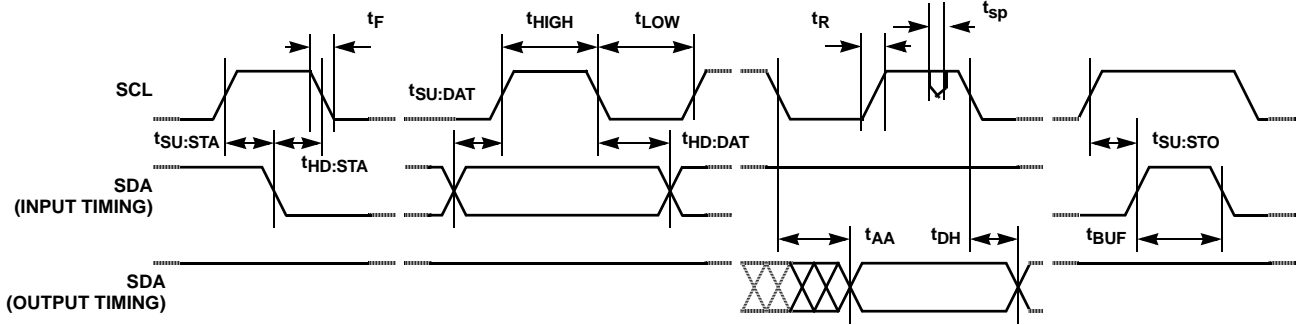 tF
tHIGH
tLOW
tR
tsp
SCL
tSU:DAT
tSU:STA
tHD:STA
tHD:DAT
tSU:STO
SDA
(INPUT TIMING)
tAA
tDH
tBUF
SDA
(OUTPUT TIMING)